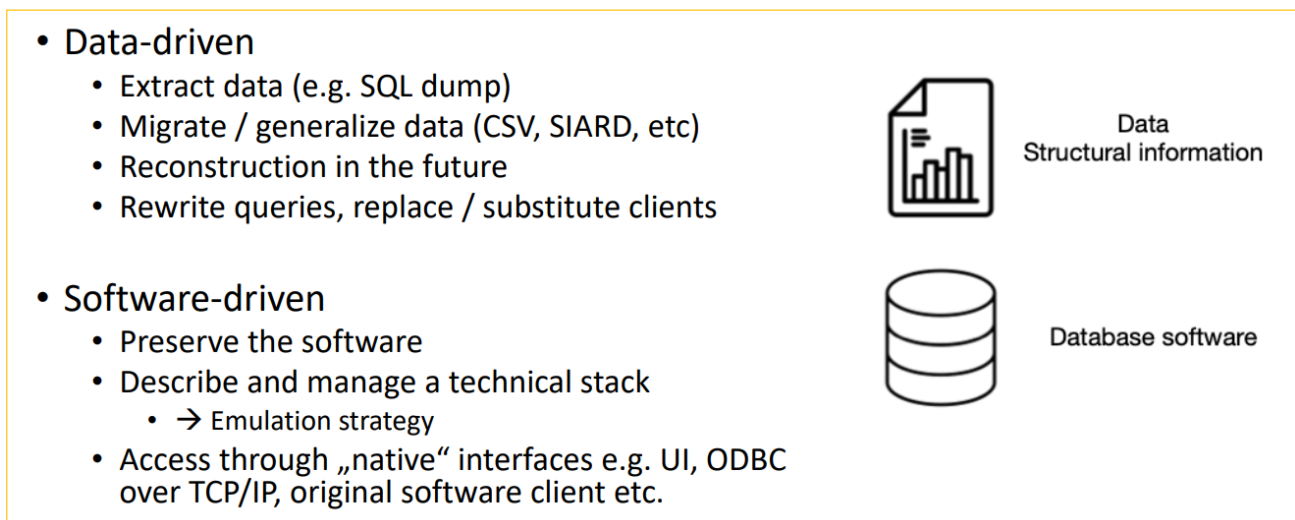 • Data-driven
• Extract data (e.g. SQL dump)
• Migrate / generalize data (CSV, SIARD, etc)
• Reconstruction in the future
• Rewrite queries, replace / substitute clients
Data
Structural information
• Software-driven
• Preserve the software
• Describe and manage a technical stack
• → Emulation strategy
• Access through „native“ interfaces e.g. UI, ODBC
over TCP/IP, original software client etc.
Database software